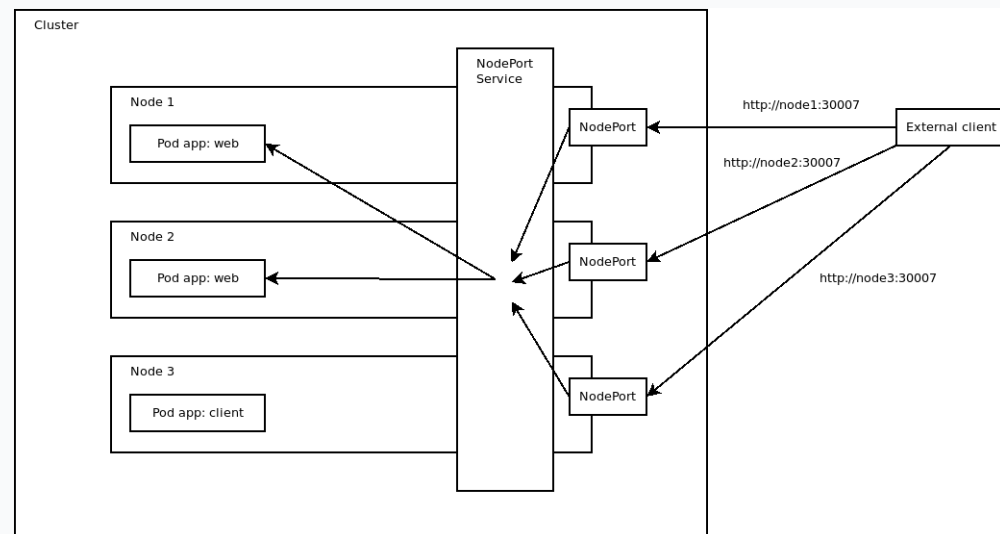 Cluster
NodePort
Service
Node 1
Pod app: web
NodePort
http://node1:30007
External client
http://node2:30007
Node 2
Pod app: web
NodePort
http://node3:30007
Node 3
Pod app: client
NodePort